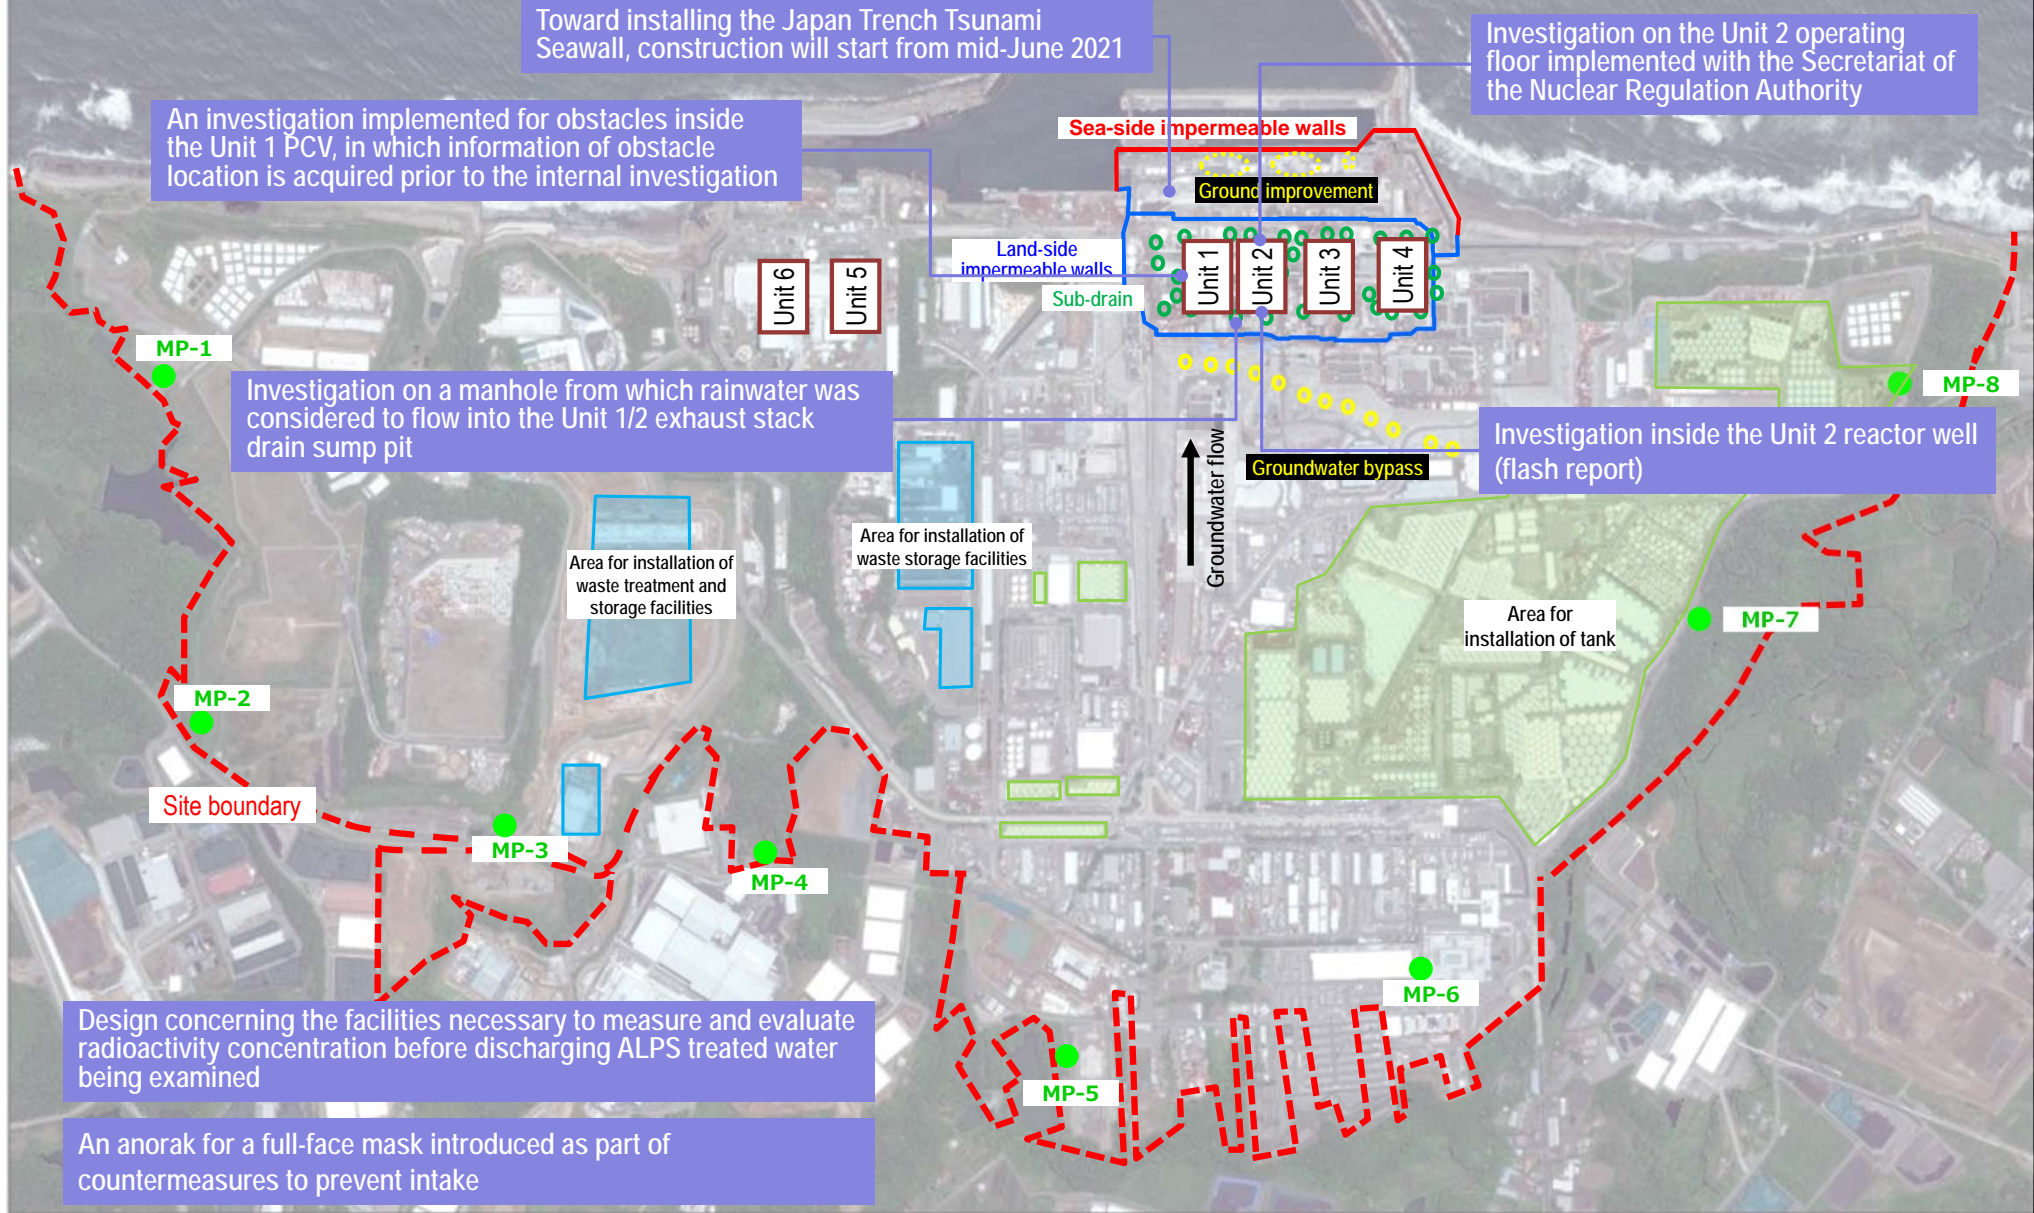 Toward installing the Japan Trench Tsunami
Seawall, construction will start from mid-June 2021
Investigation on the Unit 2 operating
floor implemented with the Secretariat of
the Nuclear Regulation Authority
An investigation implemented for obstacles inside
the Unit 1 PCV, in which information of obstacle
location is acquired prior to the internal investigation
Sea-side impermeable walls
Ground improvement
Land-side
impermeable walls
Sub-drain
Unit 6
Unit 5
Unit 1
Unit 2
Unit 3
Unit 4
MP-1
MP-8
Investigation on a manhole from which rainwater was
considered to flow into the Unit 1/2 exhaust stack
drain sump pit
Investigation inside the Unit 2 reactor well
(flash report)
Groundwater flow
Groundwater bypass
Area for installation of
waste treatment and
storage facilities
Area for installation of
waste storage facilities
Area for
installation of tank
MP-7
MP-2
Site boundary
MP-3
MP-4
MP-6
MP-5
Design concerning the facilities necessary to measure and evaluate
radioactivity concentration before discharging ALPS treated water
being examined
An anorak for a full-face mask introduced as part of
countermeasures to prevent intake